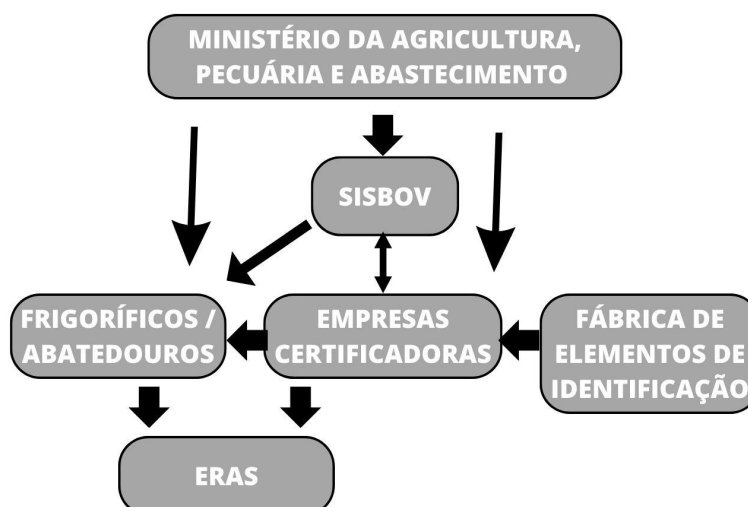 MINISTÉRIO DA AGRICULTURA,
PECUÁRIA E ABASTECIMENTO
SISBOV
FRIGORÍFICOS /
ABATEDOUROS
EMPRESAS
CERTIFICADORAS
FÁBRICA DE
ELEMENTOS DE
IDENTIFICAÇÃO
ERAS